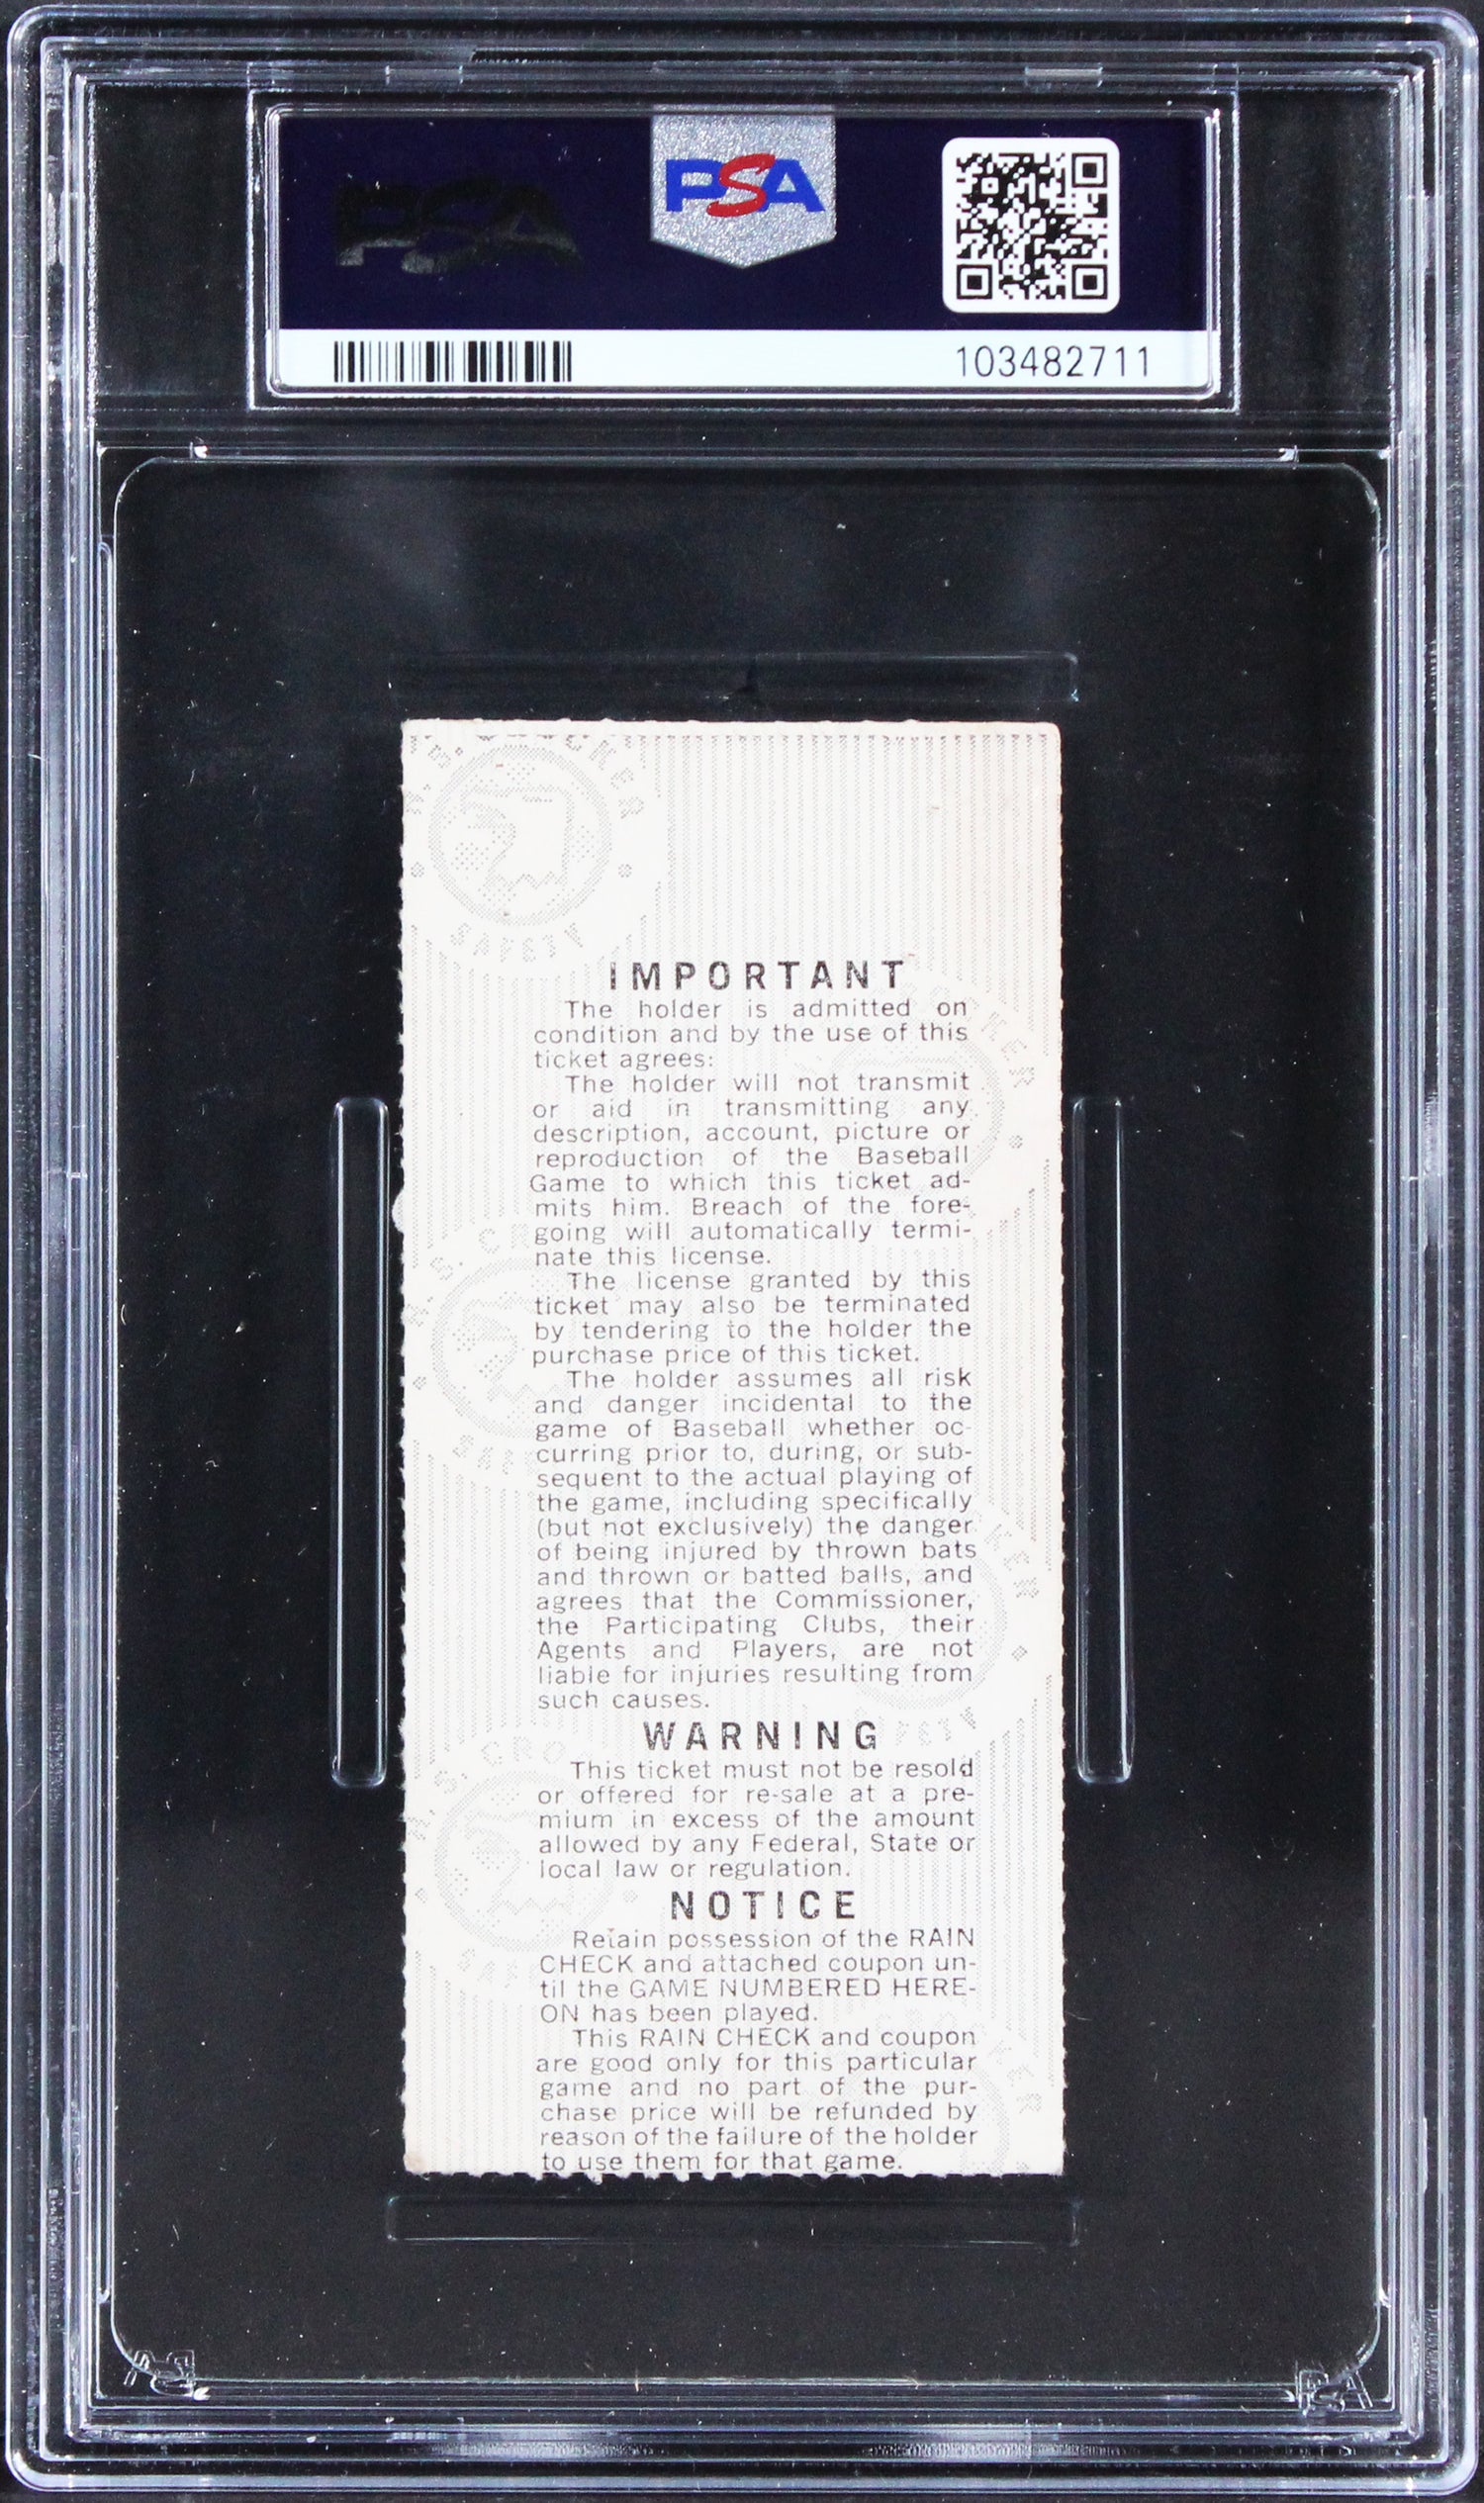 PSA
103482711
IMPORTANT
The holder is admitted on
condition and by the use of this
ticket agrees:
The holder will not transmit
or aid in transmitting any
description, account, picture or
reproduction of the Baseball
Game to which this ticket ad-
mits him. Breach of the fore-
going will automatically termi-
nate this license.
The license granted by this
ticket may also be terminated
by tendering to the holder the
purchase price of this ticket.
The holder assumes all risk
and danger incidental to the
game of Baseball whether oc-
curring prior to, during, or sub-
sequent to the actual playing of
the game, including specifically
(but not exclusively) the danger
of being injured by thrown bats
and thrown or batted balls, and
agrees that the Commissioner,
the Participating Clubs, their
Agents and Players, are not
liable for injuries resulting from
such causes.
WARNING
This ticket must not be resold
or offered for re-sale at a pre-
mium in excess of the amount
allowed by any Federal, State or
local law or regulation.
NOTICE
Retain possession of the RAIN
CHECK and attached coupon un-
til the GAME NUMBERED HERE-
ON has been played.
This RAIN CHECK and coupon
are good only for this particular
game and no part of the pur-
chase price will be refunded by
reason of the failure of the holder
to use them for that game.